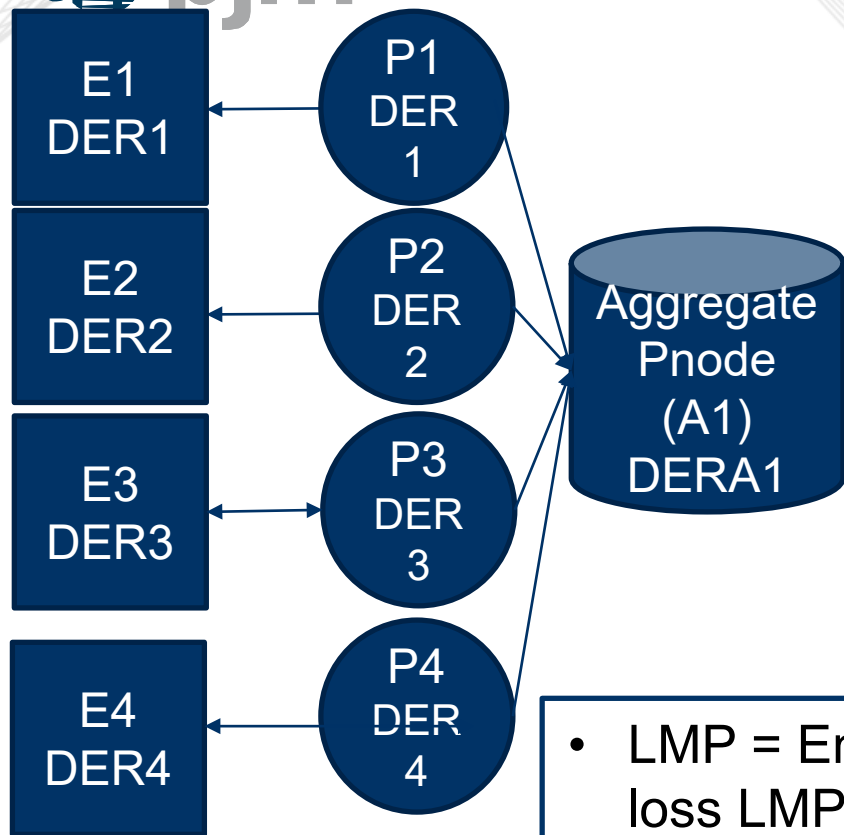 pjm
E1
DER1
P1
DER
1
E2
DER2
P2
DER
2
Aggregate
Pnode
(A1)
DERA1
E3
DER3
P3
DER
3
E4
DER4
P4
DER
4
• LMP = E
loss LMP